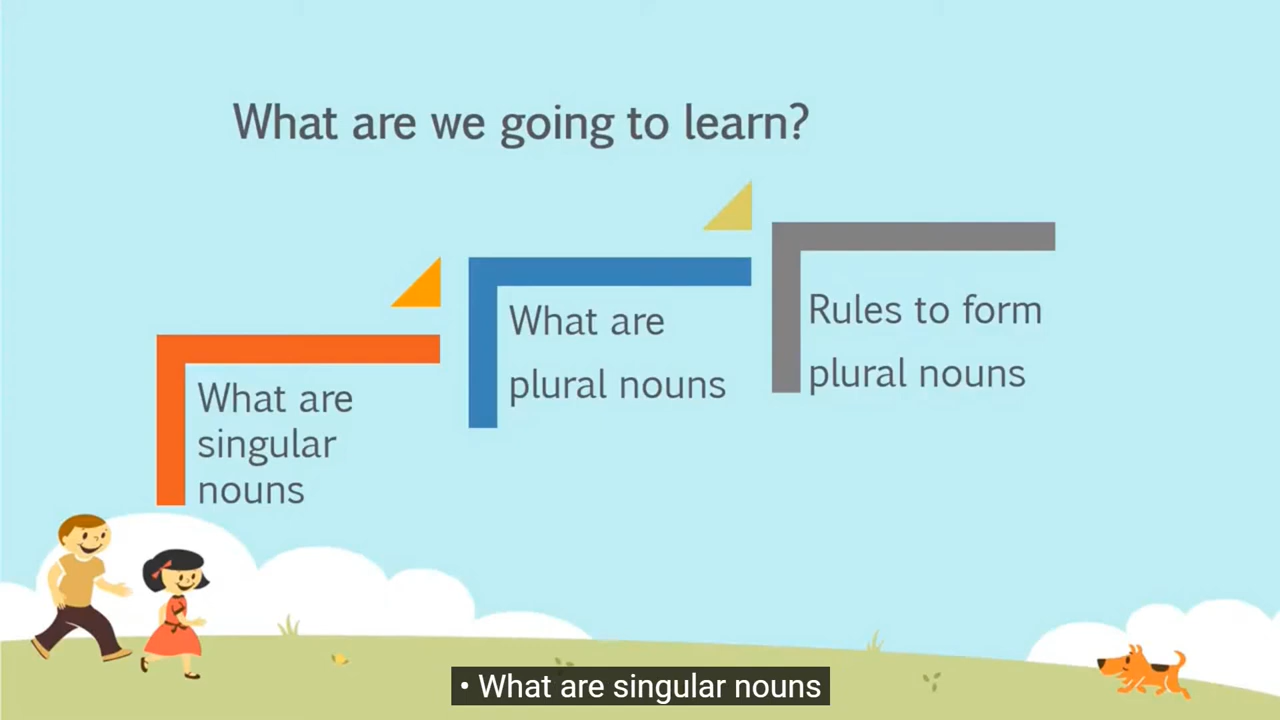 What are we going to learn?
What are
singular
nouns
What are
plural nouns
Rules to form
plural nouns
• What are singular nouns